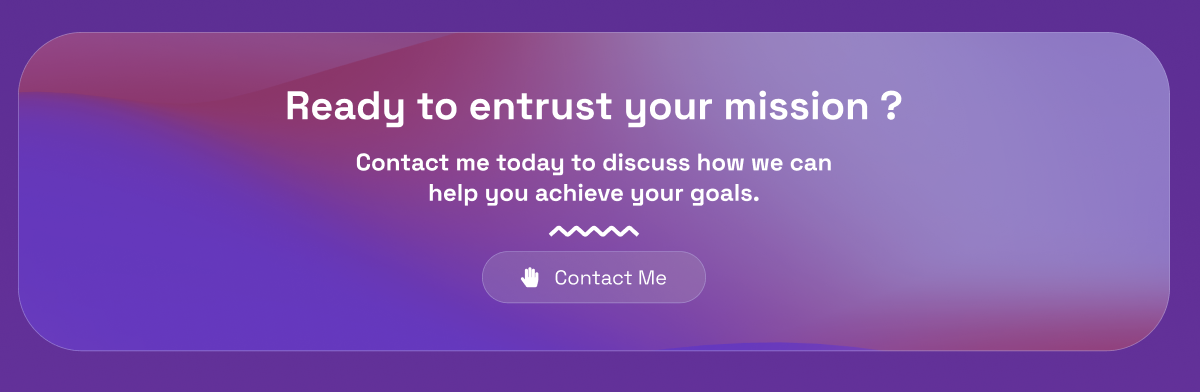 Ready to entrust your mission ?
Contact me today to discuss how we can
help you achieve your goals.
Contact Me